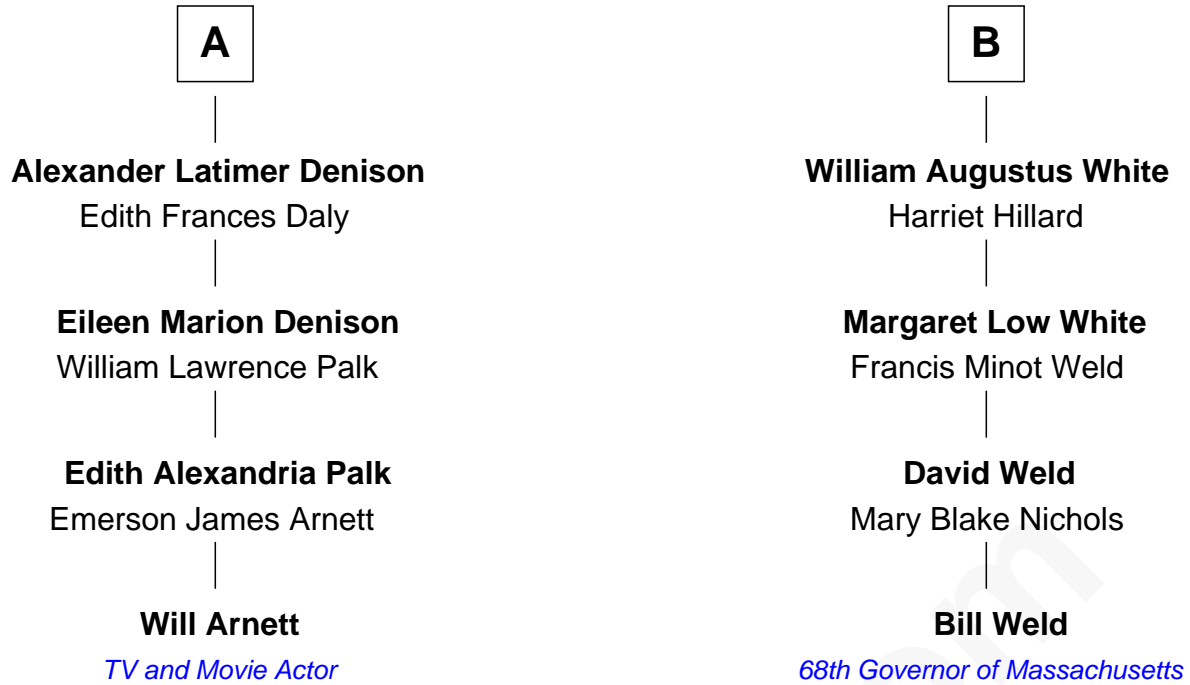 A
Alexander Latimer Denison
Edith Frances Daly
Eileen Marion Denison
William Lawrence Palk
Edith Alexandria Palk
Emerson James Arnett
Will Arnett
TV and Movie Actor
B
William Augustus White
Harriet Hillard
Margaret Low White
Francis Minot Weld
David Weld
Mary Blake Nichols
Bill Weld
68th Governor of Massachusetts